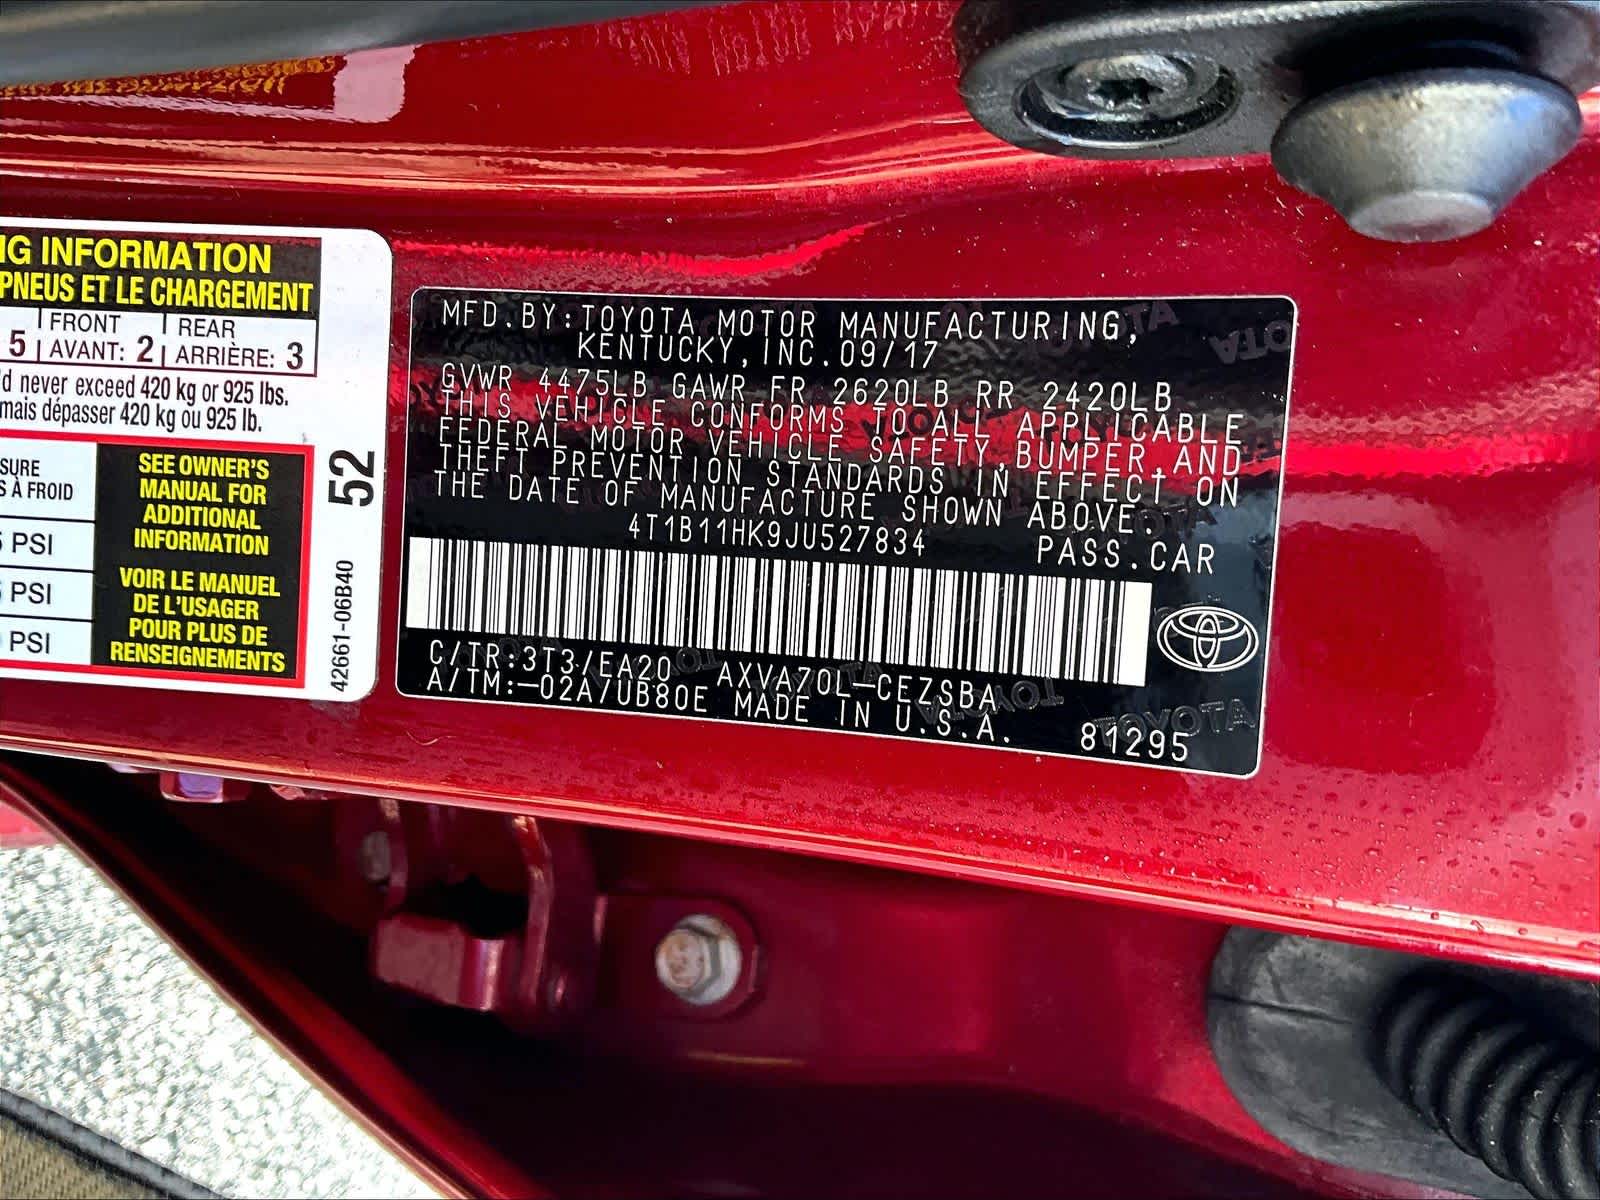 NG INFORMATION
PNEUS ET LE CHARGEMENT
5 FRONT AVANT: 2 REAR ARRIÈRE: 3
never exceed 420 kg or 925 lbs.
mais dépasser 420 kg ou 925 lb.
À FROID
PSI
PSI
PSI
SEE OWNER'S
MANUAL FOR
ADDITIONAL
INFORMATION
VOIR LE MANUEL
DE L'USAGER
POUR PLUS DE
RENSEIGNEMENTS
52
42661-06B40
MFD.BY:TOYOTA MOTOR MANUFACTURING,
KENTUCKY,INC.09/17
GVWR 4475LB GAWR FR 2620LB RR 2420LB
THIS VEHICLE CONFORMS TO ALL APPLICABLE
FEDERAL MOTOR VEHICLE SAFETY,BUMPER,AND
THEFT PREVENTION STANDARDS IN EFFECT ON
THE DATE OF MANUFACTURE SHOWN ABOVE.
4T1B11HK9JU527834 PASS.CAR
C/TR:3T3/EA20 AXVA70L-CEZSBA
A/TM:-02A/UB80E MADE IN U.S.A.
81295